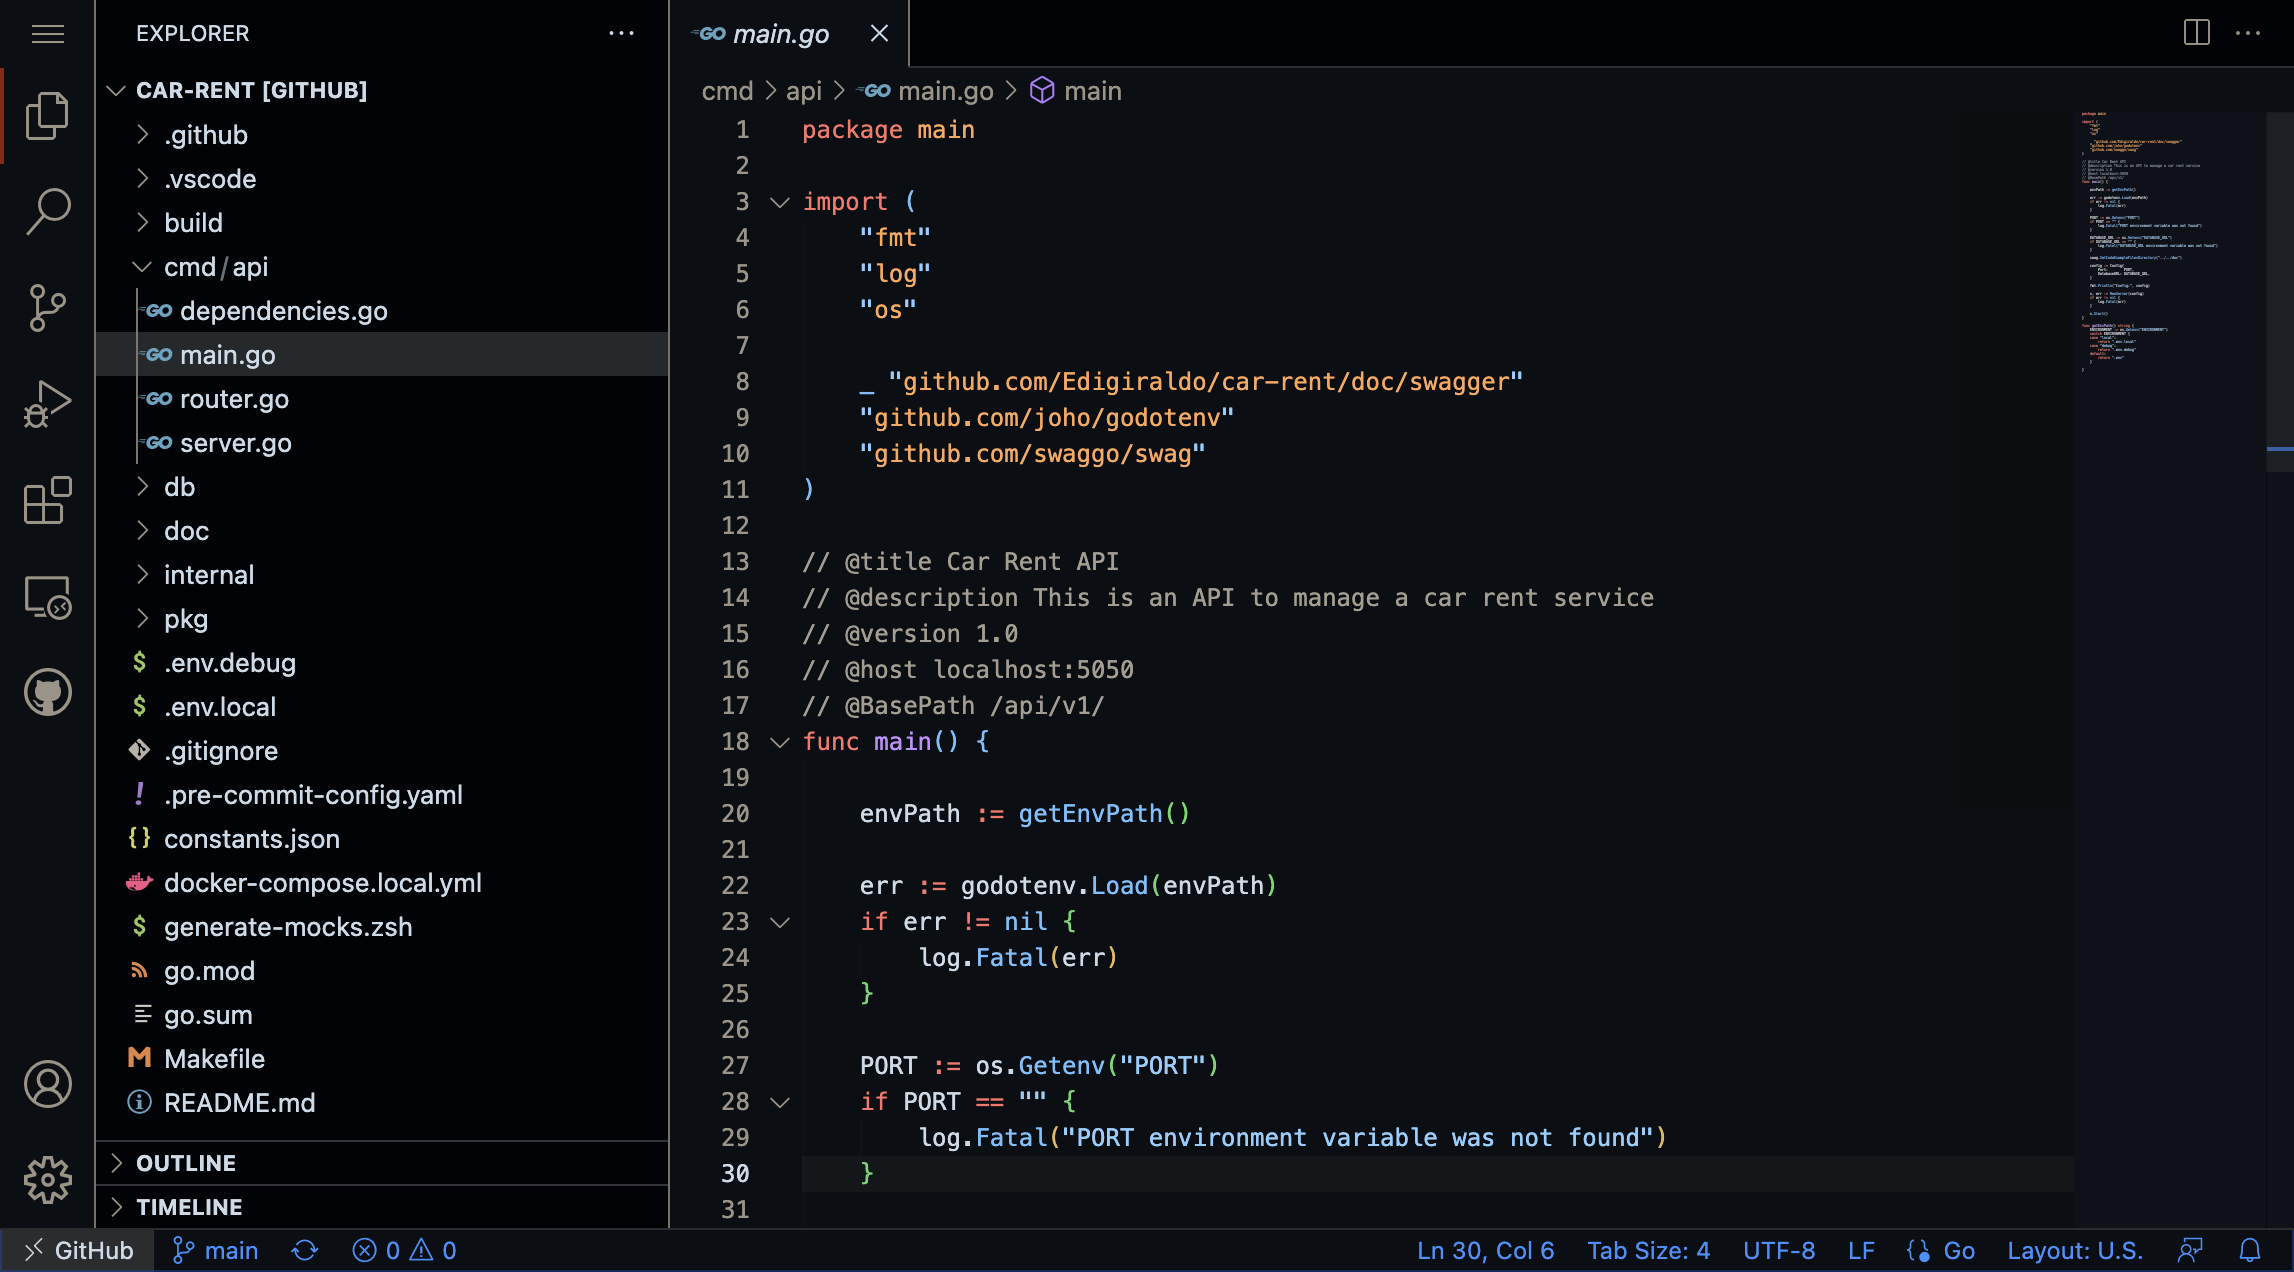 EXPLORER
CAR-RENT [GITHUB]
.github
.vscode
build
cmd/api
GO dependencies.go
GO main.go
GO router.go
GO server.go
db
doc
internal
pkg
$ .env.debug
$ .env.local
.gitignore
! .pre-commit-config.yaml
{} constants.json
docker-compose.local.yml
$ generate-mocks.zsh
go.mod
go.sum
M Makefile
README.md
OUTLINE
TIMELINE
GO main.go
cmd > api > GO main.go > main
1 package main
2
3 import (
4 "fmt"
5 "log"
6 "os"
7
8 _ "github.com/Edigiraldo/car-rent/doc/swagger"
9 "github.com/joho/godotenv"
10 "github.com/swaggo/swag"
11 )
12
13 // @title Car Rent API
14 // @description This is an API to manage a car rent service
15 // @version 1.0
16 // @host localhost:5050
17 // @BasePath /api/v1/
18 func main() {
19
20 envPath := getEnvPath()
21
22 err := godotenv.Load(envPath)
23 if err != nil {
24 log.Fatal(err)
25 }
26
27 PORT := os.Getenv("PORT")
28 if PORT == "" {
29 log.Fatal("PORT environment variable was not found")
30 }
31
GitHub main 0 0 Ln 30, Col 6 Tab Size: 4 UTF-8 LF {} Go Layout: U.S.